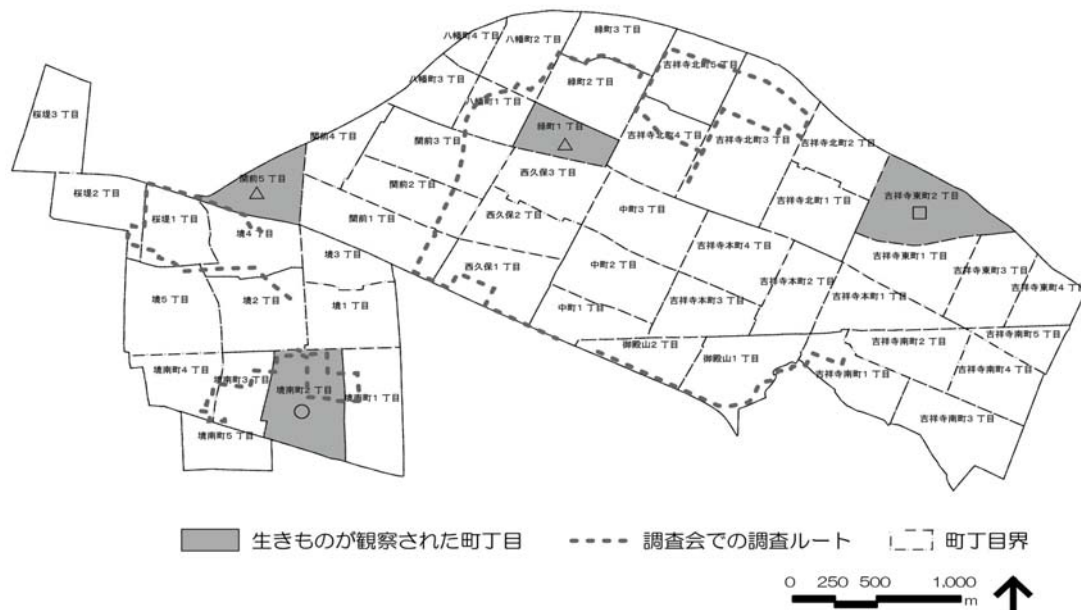 八幡町4 丁目
八幡町2 丁目
緑町3 丁目
吉祥寺北町5 丁目
八幡町3 丁目
緑町2 丁目
桜堤3 丁目
八幡町1 丁目
緑町1 丁目
関前4 丁目
関前3 丁目
吉祥寺北町4 丁目
吉祥寺北町3 丁目
吉祥寺北町2 丁目
桜堤2 丁目
関前5 丁目
関前2 丁目
西久保3 丁目
吉祥寺北町1 丁目
吉祥寺東町2 丁目
桜堤1 丁目
境4 丁目
関前1 丁目
西久保2 丁目
中町3 丁目
境3 丁目
吉祥寺本町4 丁目
吉祥寺東町1 丁目
西久保1 丁目
中町2 丁目
吉祥寺東町3 丁目
境5 丁目
境2 丁目
境1 丁目
吉祥寺本町2 丁目
吉祥寺東町4 丁目
中町1 丁目
吉祥寺本町3 丁目
吉祥寺本町1 丁目
吉祥寺南町5 丁目
御殿山2 丁目
御殿山1 丁目
吉祥寺南町2 丁目
境南町4 丁目
境南町3 丁目
境南町2 丁目
境南町1 丁目
吉祥寺南町1 丁目
吉祥寺南町4 丁目
吉祥寺南町3 丁目
境南町5 丁目
生きものが観察された町丁目
調査会での調査ルート
町丁目界
0 250 500 1,000
m